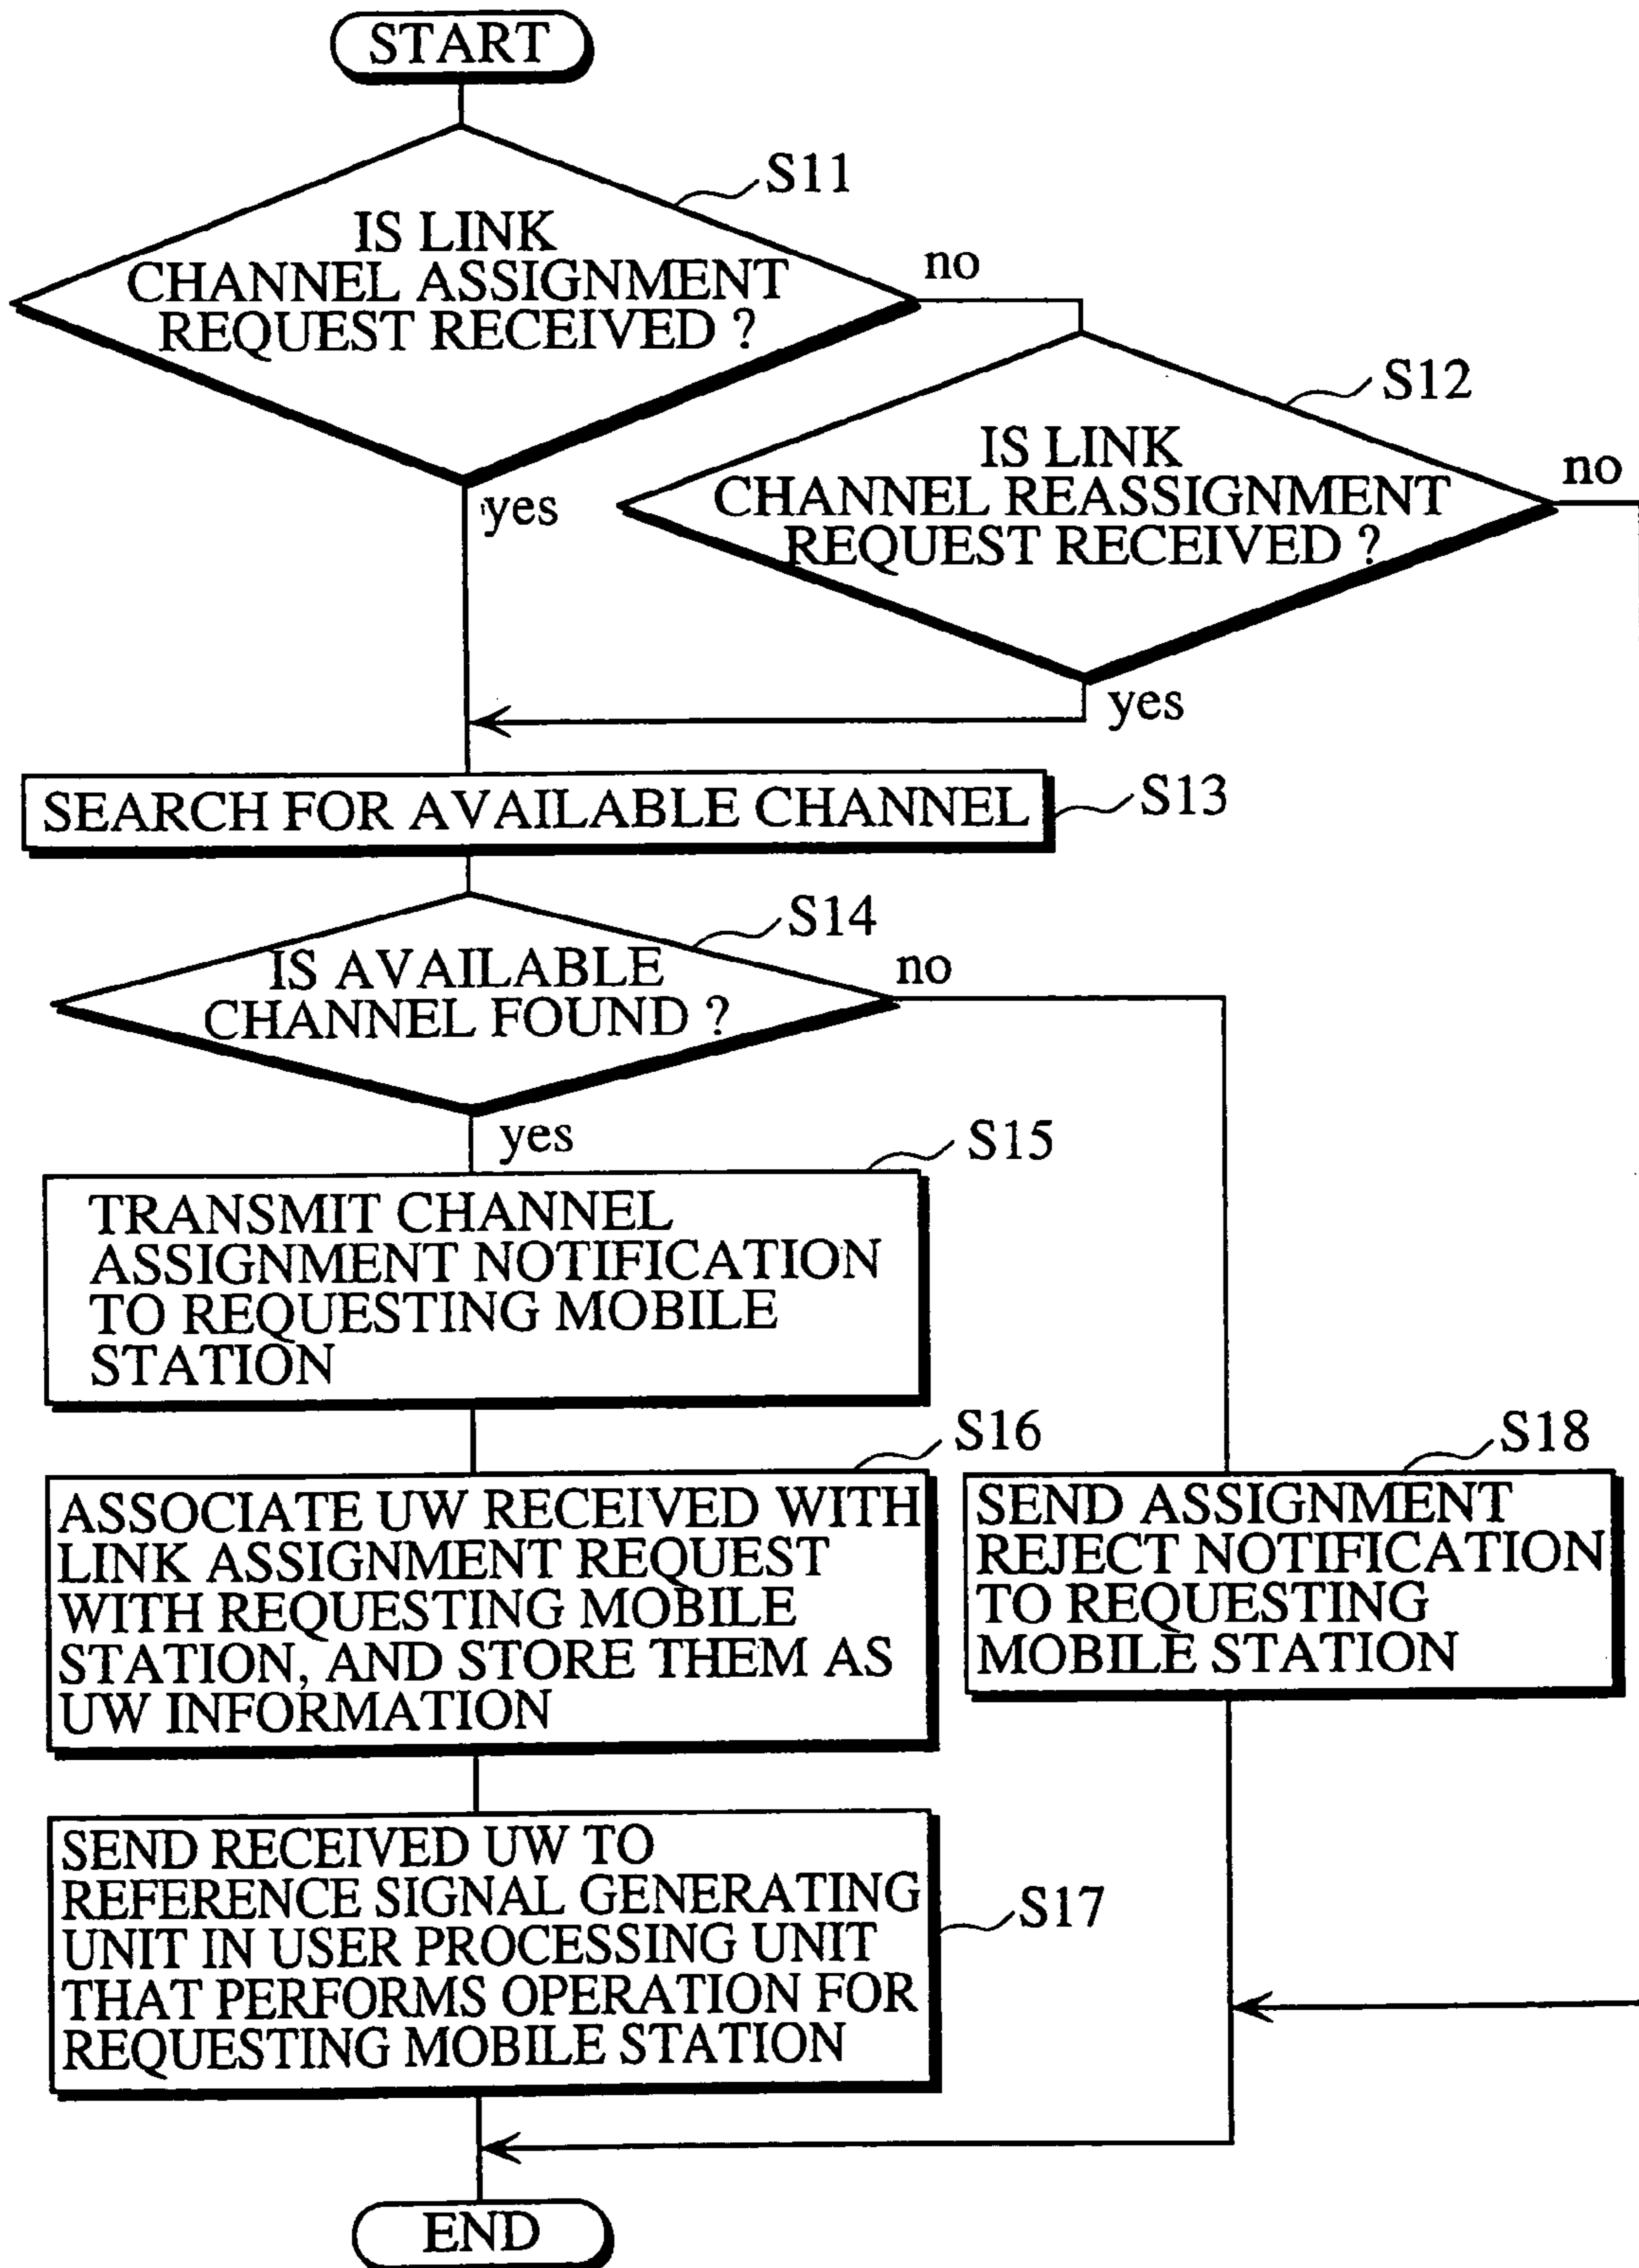 START
S11
IS LINK
CHANNEL ASSIGNMENT
REQUEST RECEIVED ?
no
yes
S12
IS LINK
CHANNEL REASSIGNMENT
REQUEST RECEIVED ?
no
yes
SEARCH FOR AVAILABLE CHANNEL
S13
S14
IS AVAILABLE
CHANNEL FOUND ?
no
yes
S15
TRANSMIT CHANNEL
ASSIGNMENT NOTIFICATION
TO REQUESTING MOBILE
STATION
S16
ASSOCIATE UW RECEIVED WITH
LINK ASSIGNMENT REQUEST
WITH REQUESTING MOBILE
STATION, AND STORE THEM AS
UW INFORMATION
S18
SEND ASSIGNMENT
REJECT NOTIFICATION
TO REQUESTING
MOBILE STATION
SEND RECEIVED UW TO
REFERENCE SIGNAL GENERATING
UNIT IN USER PROCESSING UNIT
THAT PERFORMS OPERATION FOR
REQUESTING MOBILE STATION
S17
END